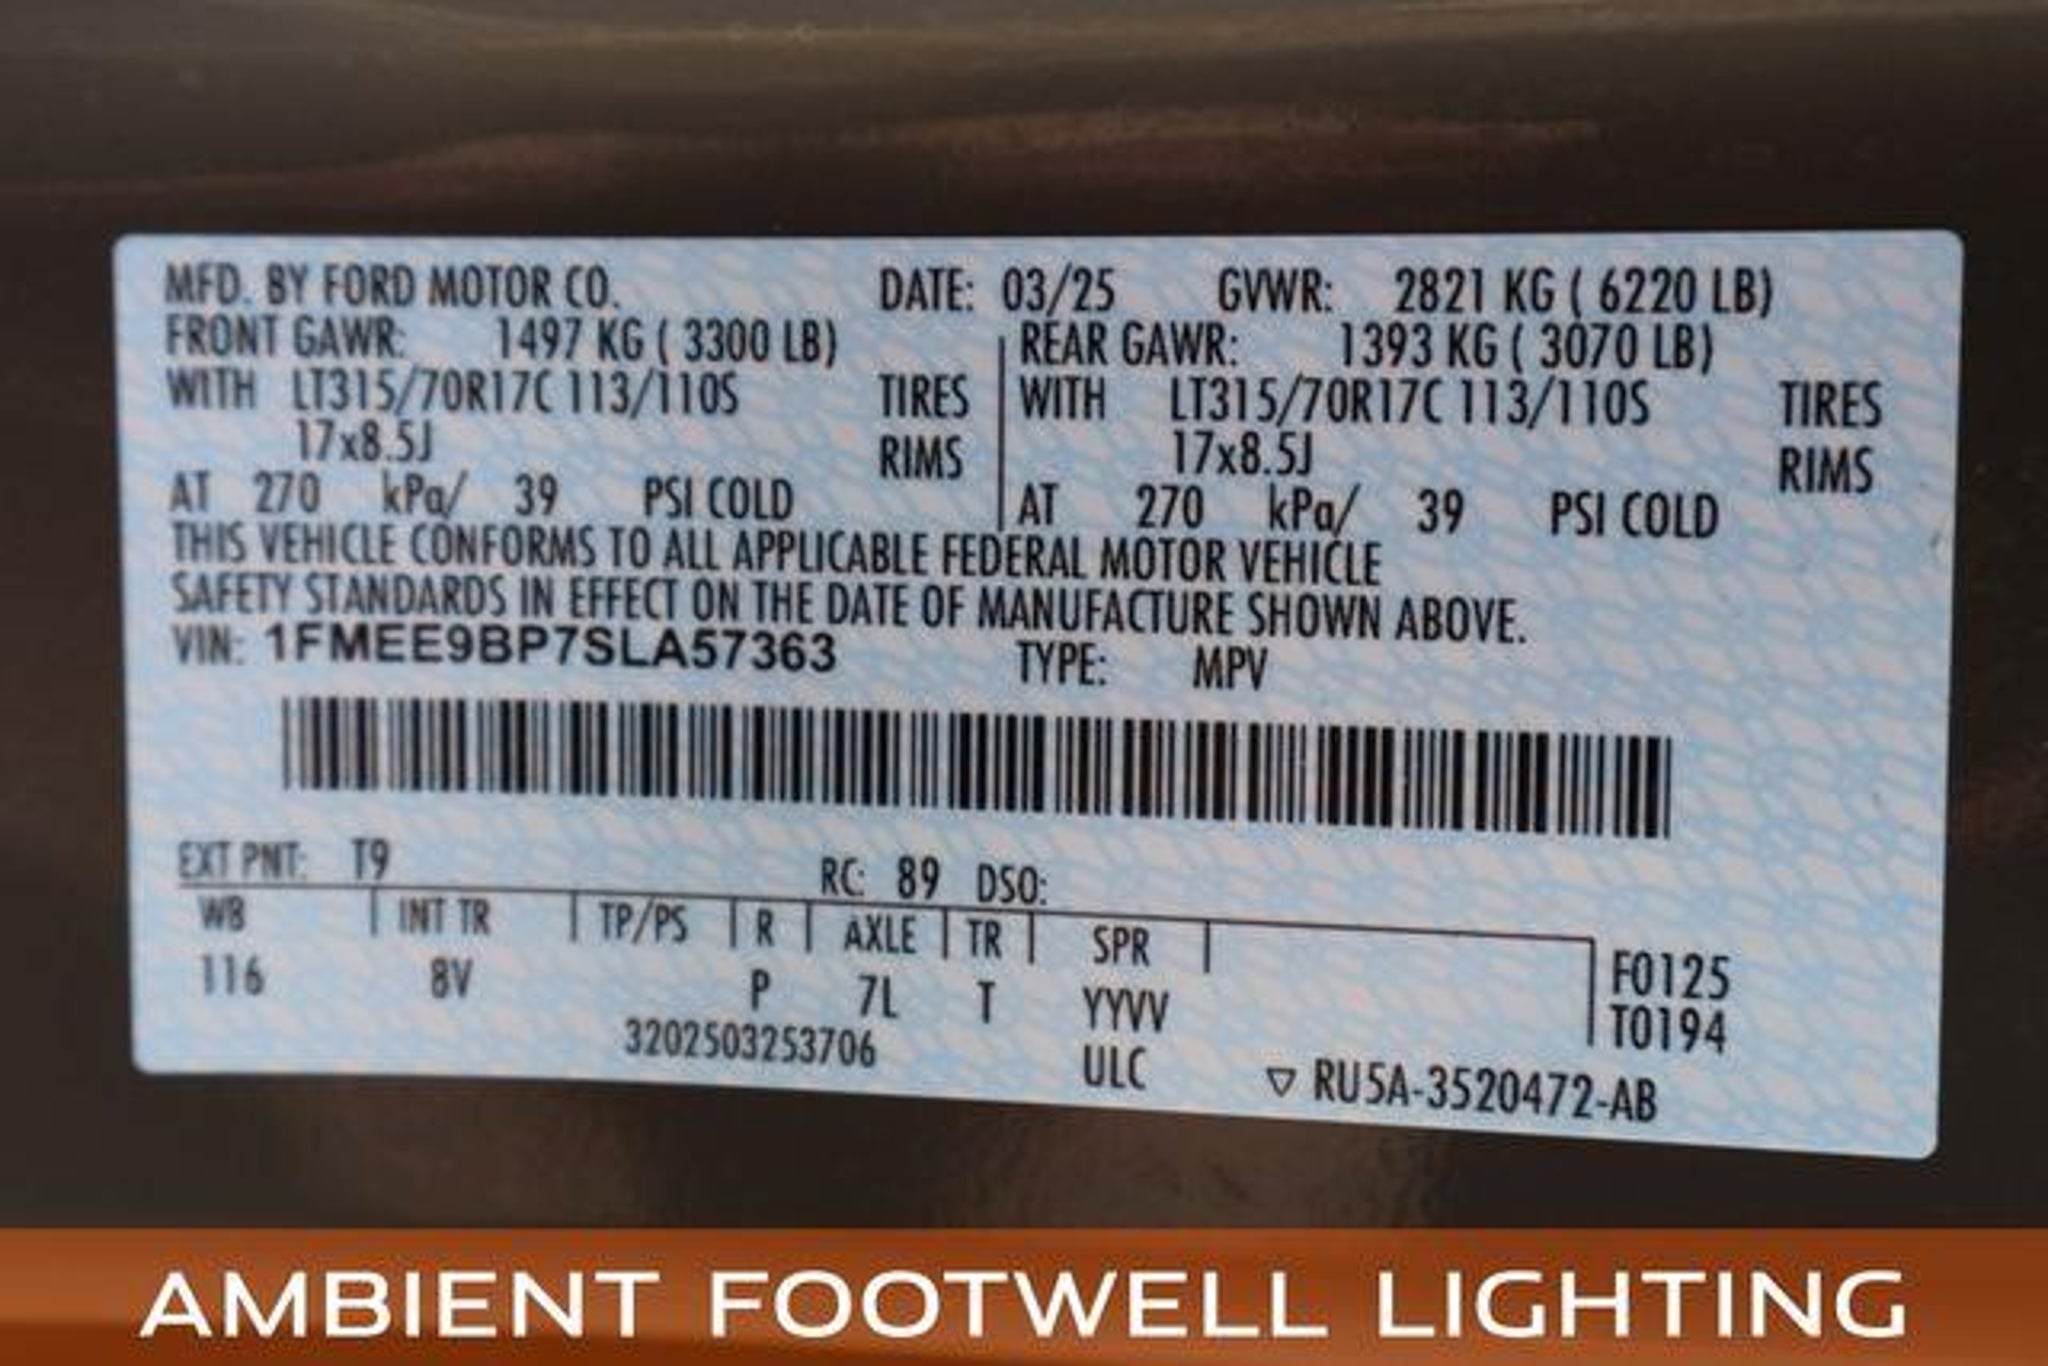 MFD. BY FORD MOTOR CO. DATE: 03/25 GVWR: 2821 KG ( 6220 LB)
FRONT GAWR: 1497 KG ( 3300 LB) REAR GAWR: 1393 KG ( 3070 LB)
WITH LT315/70R17C 113/110S TIRES WITH LT315/70R17C 113/110S TIRES
17x8.5J RIMS 17x8.5J RIMS
AT 270 kPa/ 39 PSI COLD AT 270 kPa/ 39 PSI COLD
THIS VEHICLE CONFORMS TO ALL APPLICABLE FEDERAL MOTOR VEHICLE
SAFETY STANDARDS IN EFFECT ON THE DATE OF MANUFACTURE SHOWN ABOVE.
VIN: 1FMEE9BP7SLA57363 TYPE: MPV
EXT PNT: T9 RC: 89 DSO:
WB INT TR TP/PS R AXLE TR SPR F0125
116 8V P 7L T YYVV T0194
3202503253706 ULC ▽ RU5A-3520472-AB
AMBIENT FOOTWELL LIGHTING